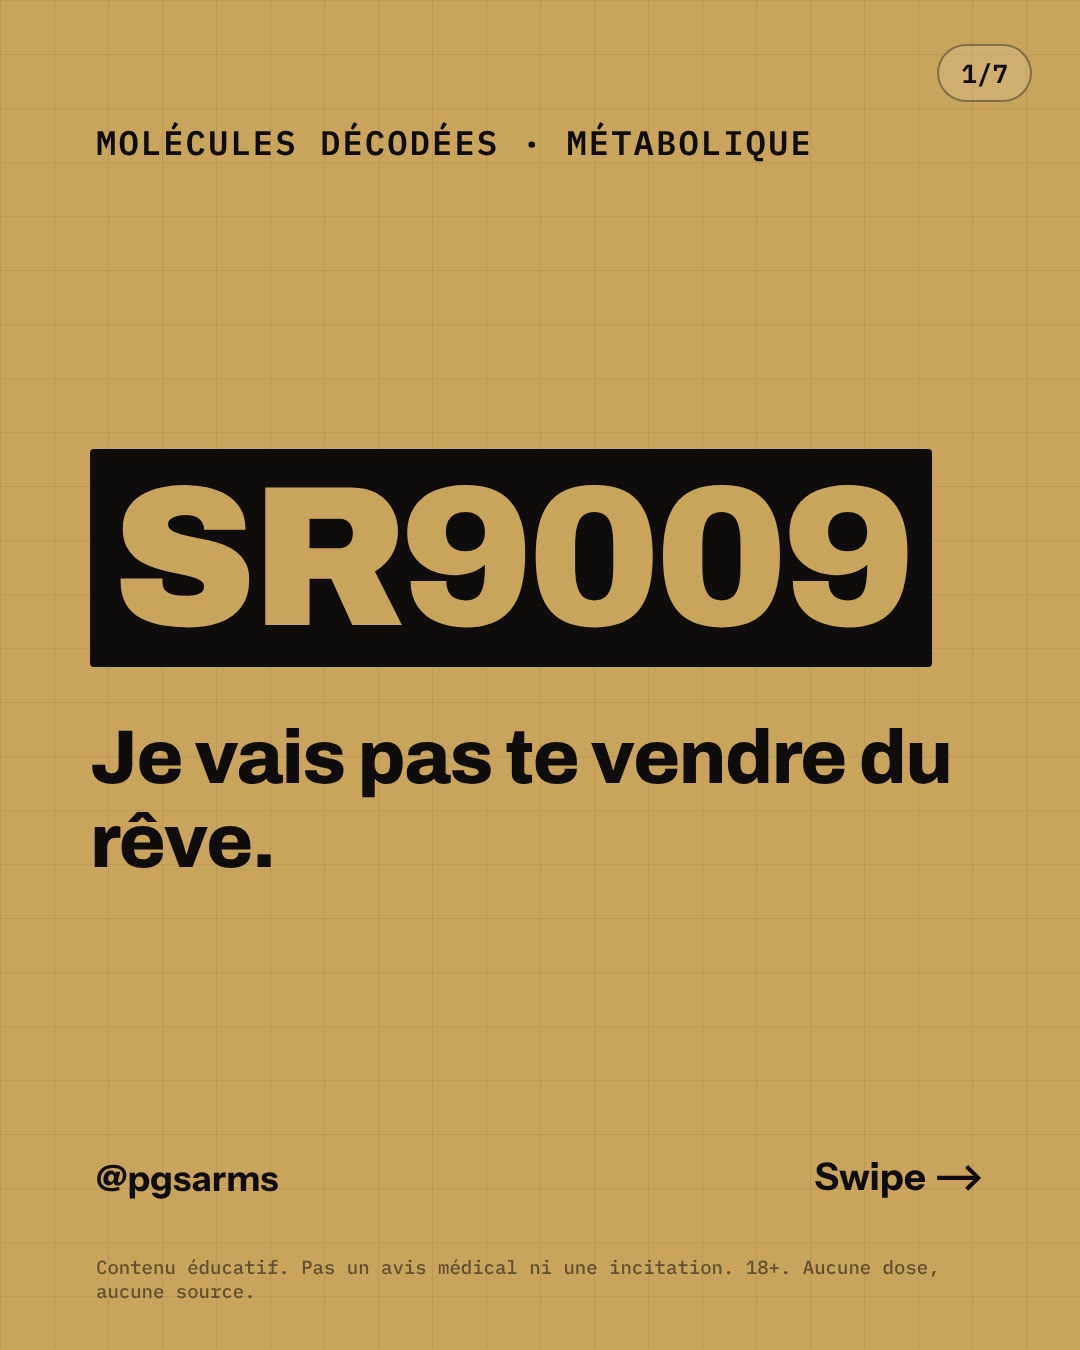 1/7
MOLÉCULES DÉCODÉES · MÉTABOLIQUE
SR9009
Je vais pas te vendre du
rêve.
@pgsarms
Swipe →
Contenu éducatif. Pas un avis médical ni une incitation. 18+. Aucune dose,
aucune source.